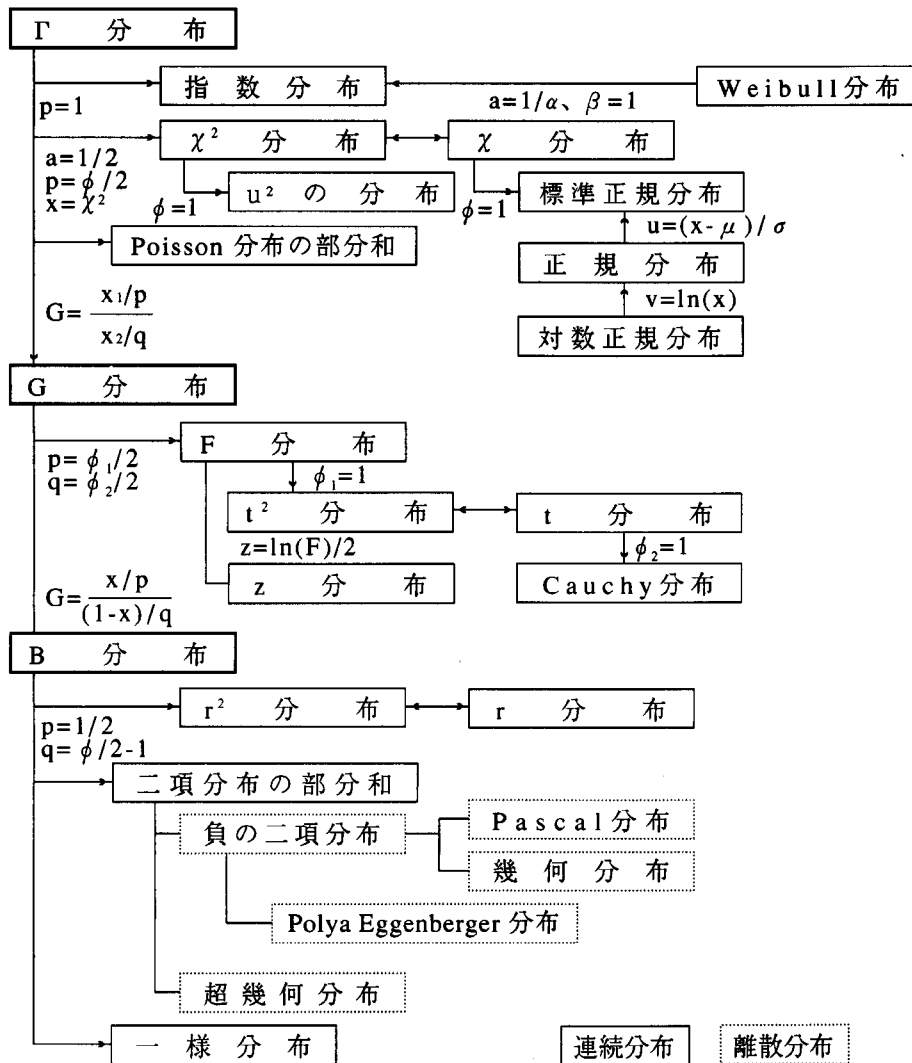 Γ 分 布
指 数 分 布
Weibull分布
p=1
a=1/α、β=1
χ² 分 布
χ 分 布
a=1/2
p=ϕ/2
x=χ²
ϕ=1
u² の 分 布
ϕ=1
標準正規分布
u=(x-μ)/σ
Poisson 分布の部分和
正 規 分 布
v=ln(x)
対数正規分布
G= x₁/p
x₂/q
G 分 布
F 分 布
p=ϕ₁/2
q=ϕ₂/2
ϕ₁=1
t² 分 布
t 分 布
z=ln(F)/2
ϕ₂=1
z 分 布
Cauchy分布
G= x/p
(1-x)/q
B 分 布
r² 分 布
r 分 布
p=1/2
q=ϕ/2-1
二項分布の部分和
負の二項分布
Pascal分布
幾 何 分 布
Polya Eggenberger 分布
超幾何分布
一 様 分 布
連続分布
離散分布